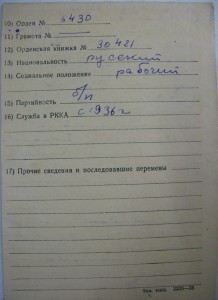 10) Орден № 6430
11) Грамота №
12) Орденская книжка № 30421
13) Национальность русский
14) Социальное положение рабочий
15) Партийность б/п
16) Служба в РККА с 1936 г
17) Прочие сведения и последовавшие перемены